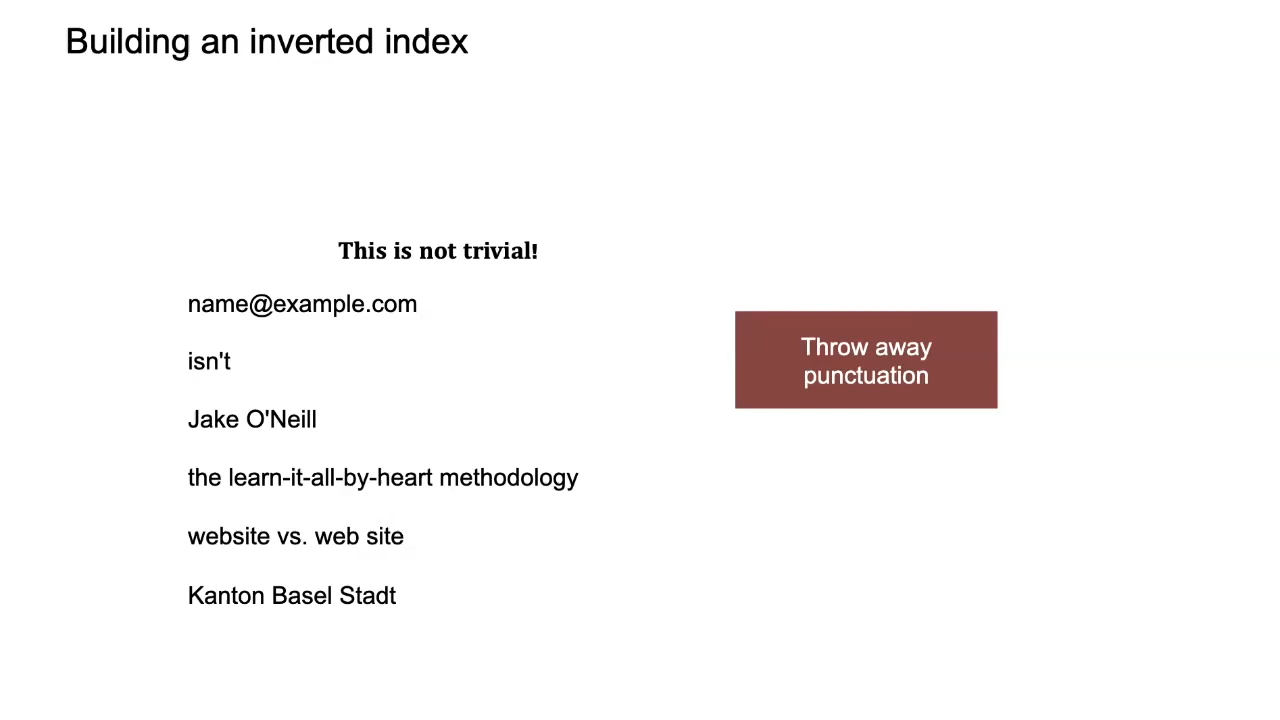 Building an inverted index
This is not trivial!
name@example.com
isn't
Jake O'Neill
the learn-it-all-by-heart methodology
website vs. web site
Kanton Basel Stadt
Throw away
punctuation